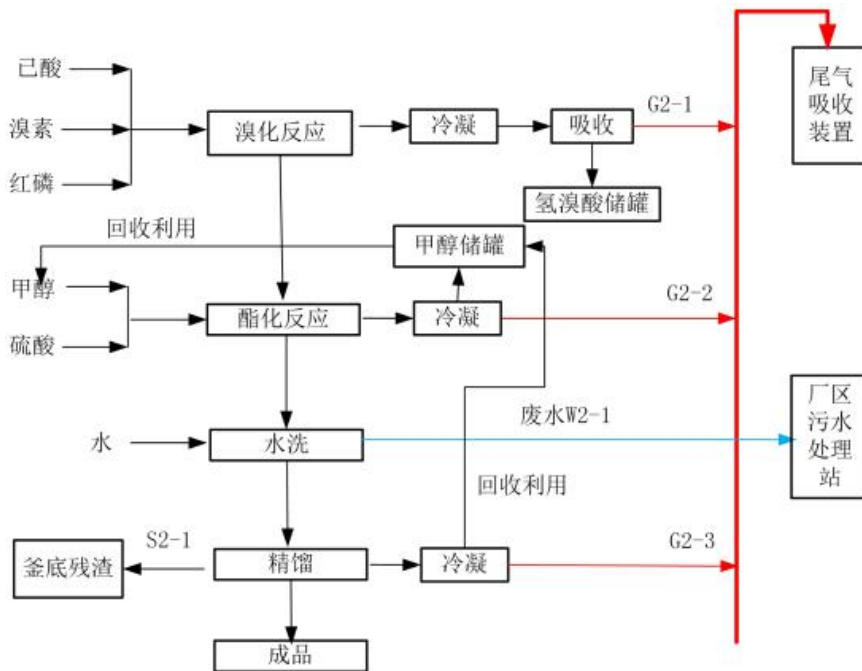 已酸
溴素
红磷
溴化反应
冷凝
吸收
G2-1
尾气
吸收
装置
氢溴酸储罐
回收利用
甲醇储罐
甲醇
硫酸
酯化反应
冷凝
G2-2
水
水洗
废水W2-1
厂区
污水
处理
站
回收利用
釜底残渣
S2-1
精馏
冷凝
G2-3
成品